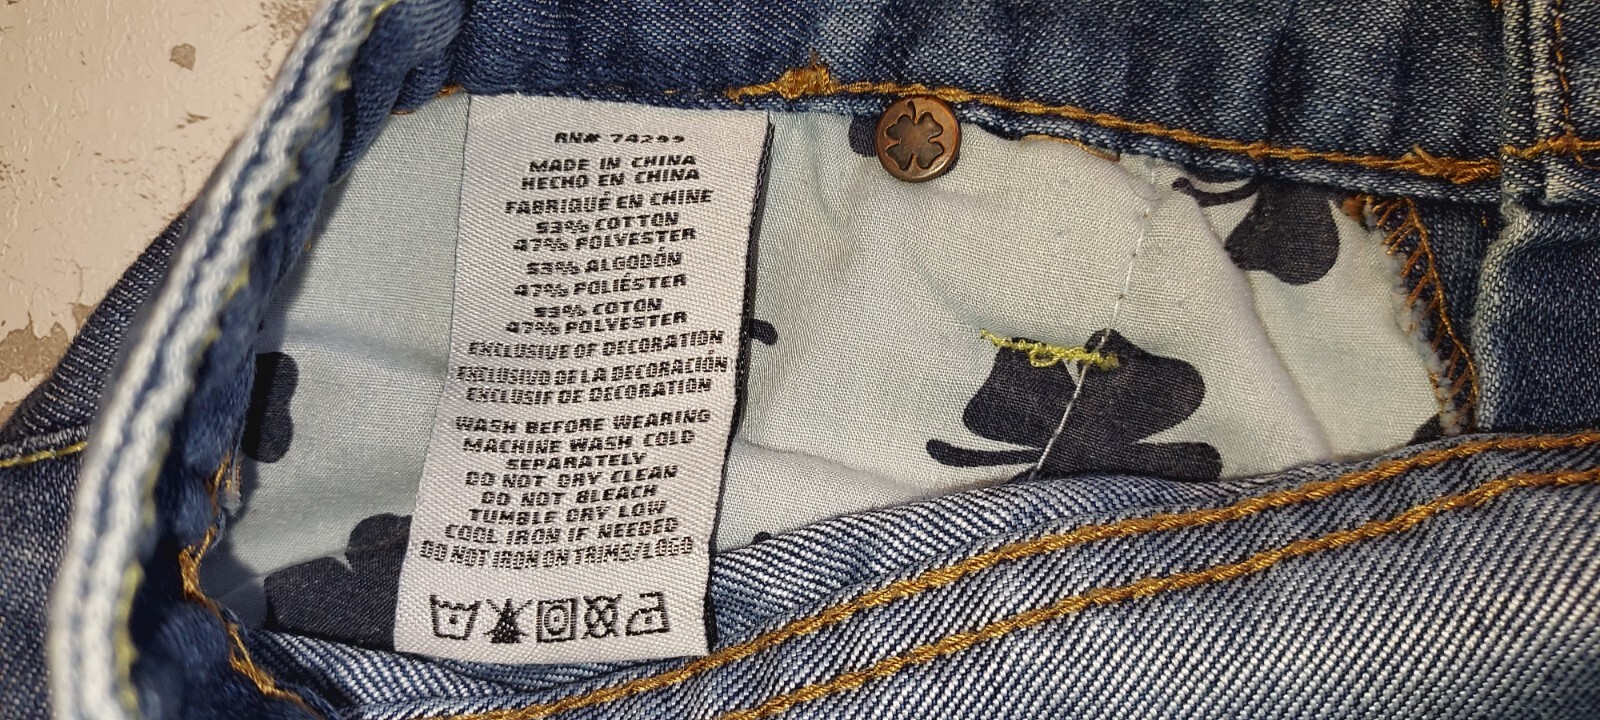 RN# 74299
MADE IN CHINA
HECHO EN CHINA
FABRIQUÉ EN CHINE
53% COTTON
47% POLYESTER
53% ALGODÓN
47% POLIÉSTER
53% COTON
47% POLYESTER
EXCLUSIVE OF DECORATION
EXCLUSIVO DE LA DECORACIÓN
EXCLUSIF DE DECORATION
WASH BEFORE WEARING
MACHINE WASH COLD
SEPARATELY
DO NOT DRY CLEAN
DO NOT BLEACH
TUMBLE DRY LOW
COOL IRON IF NEEDED
DO NOT IRON ON TRIMS/LOGO